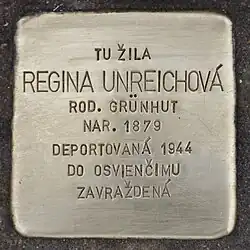 TU ŽILA
REGINA UNREICHOVÁ
ROD. GRÜNHUT
NAR. 1879
DEPORTOVANÁ 1944
DO OSVIENČIMU
ZAVRAŽDENÁ